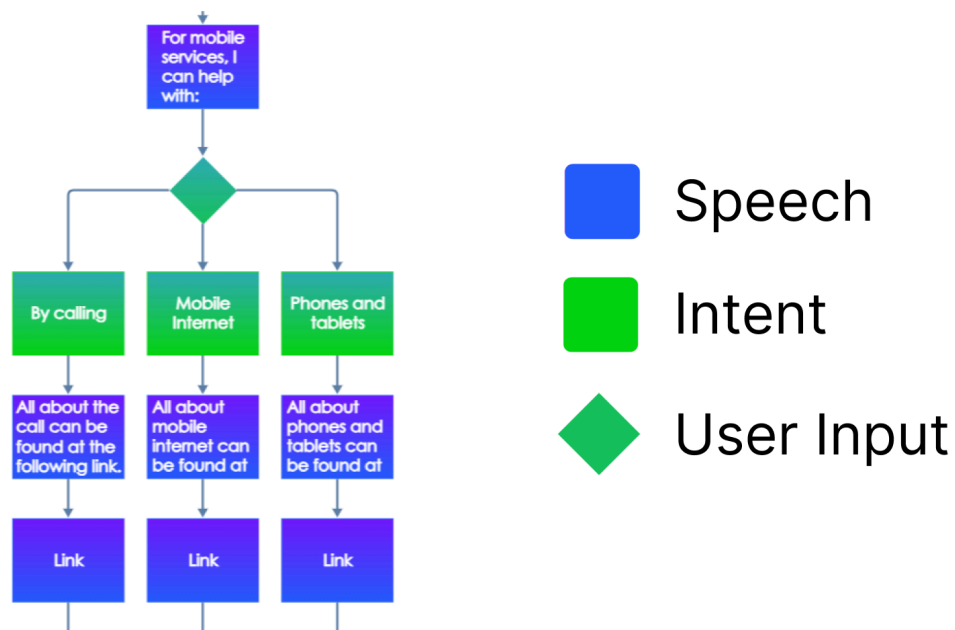 For mobile
services, I
can help
with:
By calling
Mobile
Internet
Phones and
tablets
All about the
call can be
found at the
following link.
All about
mobile
internet can
be found at
All about
phones and
tablets can
be found at
Link
Link
Link
Speech
Intent
User Input